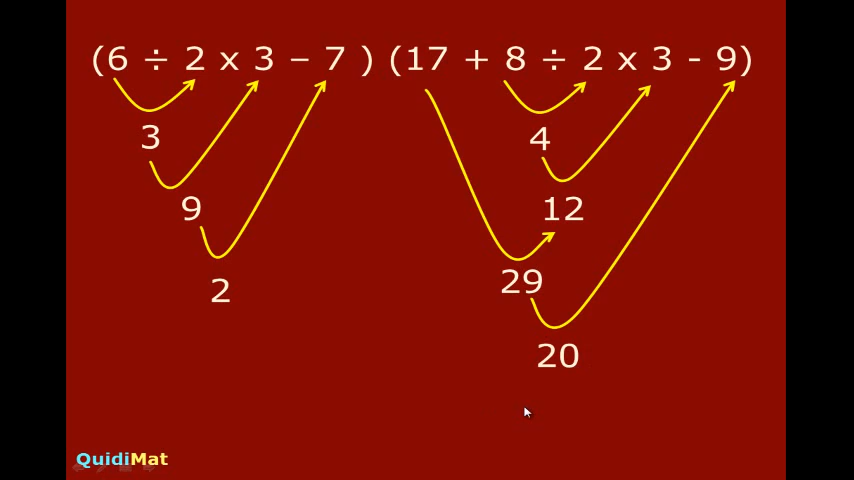 (6 ÷ 2 x 3 – 7 ) (17 + 8 ÷ 2 x 3 - 9)
3 4
9 12
2 29
20
QuidiMat